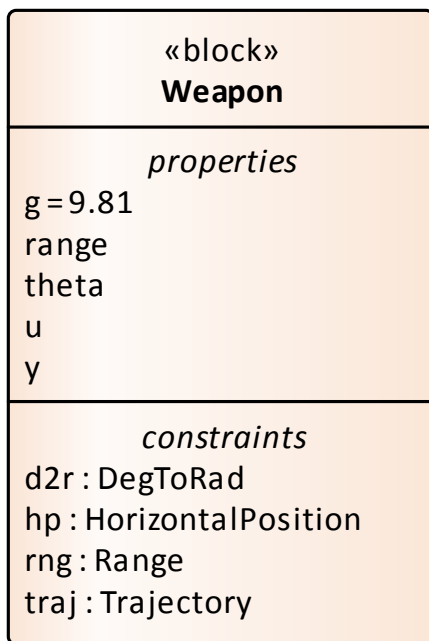 «block»
Weapon
properties
g = 9.81
range
theta
u
y
constraints
d2r : DegToRad
hp : HorizontalPosition
rng : Range
traj : Trajectory